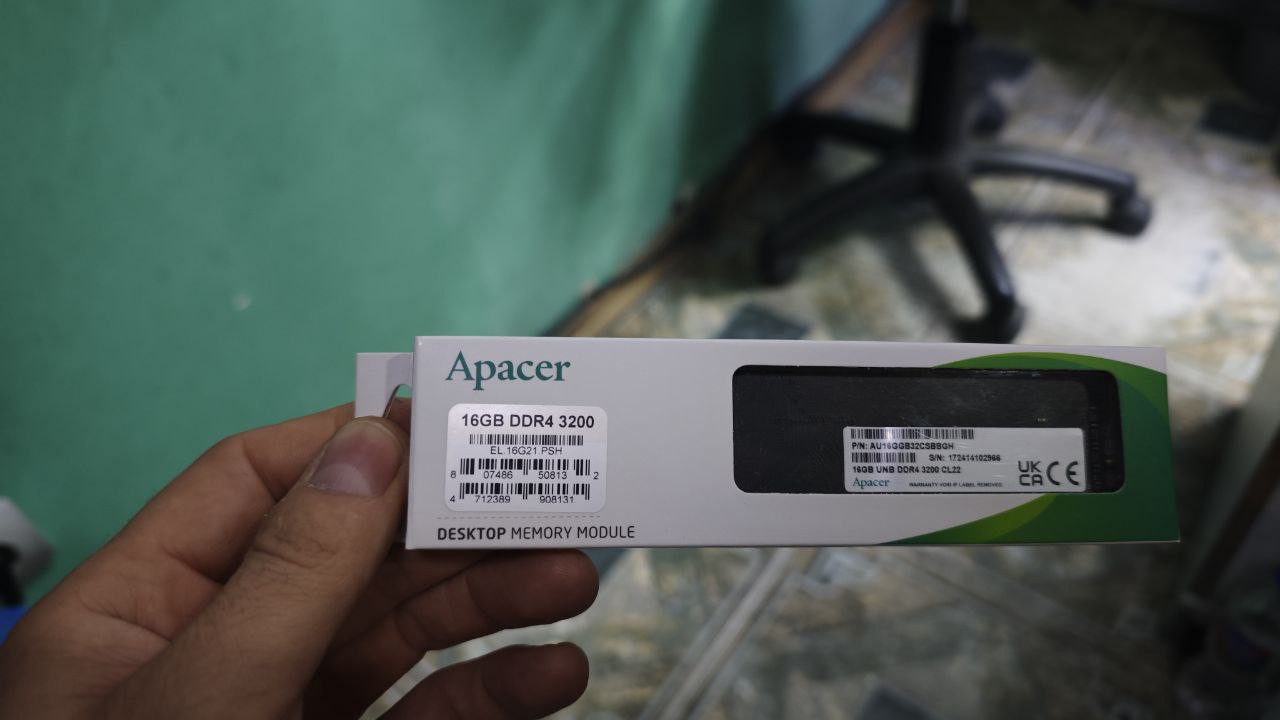 Apacer
16GB DDR4 3200
EL.16G21.PSH
8 07486 50813 2
4 712389 908131
DESKTOP MEMORY MODULE
P/N: AU16GGB32CSBBGH
S/N: 172414102966
16GB UNB DDR4 3200 CL22
Apacer WARRANTY VOID IF LABEL REMOVED
UK
CA CE